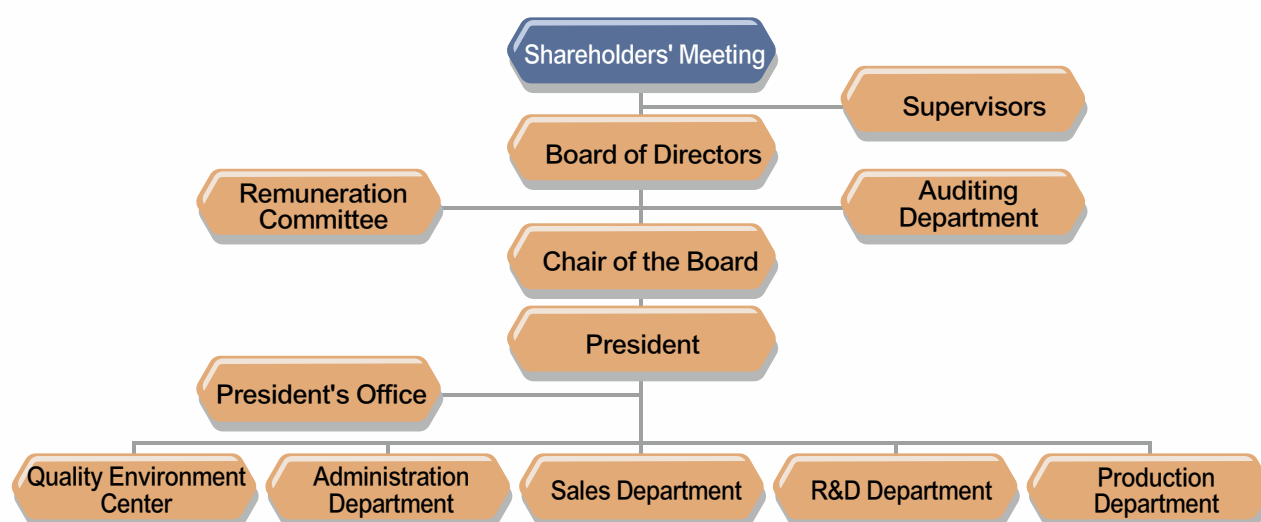 Shareholders' Meeting
Supervisors
Board of Directors
Remuneration
Committee
Auditing
Department
Chair of the Board
President
President's Office
Quality Environment
Center
Administration
Department
Sales Department
R&D Department
Production
Department